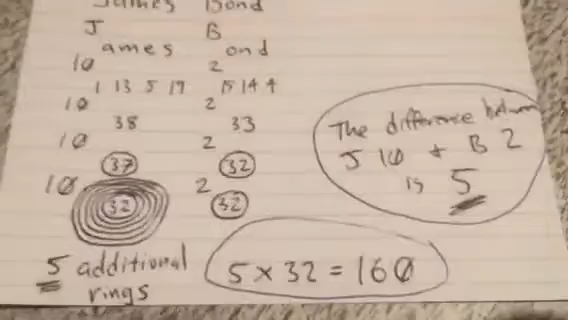 James Bond
J B
ames ond
10 2
1 13 5 19 15 14 4
10 2
38 33
10 2
37 32
10 2
32 32
5 additional
rings
The difference between
J 10 + B 2
is 5
5 x 32 = 160